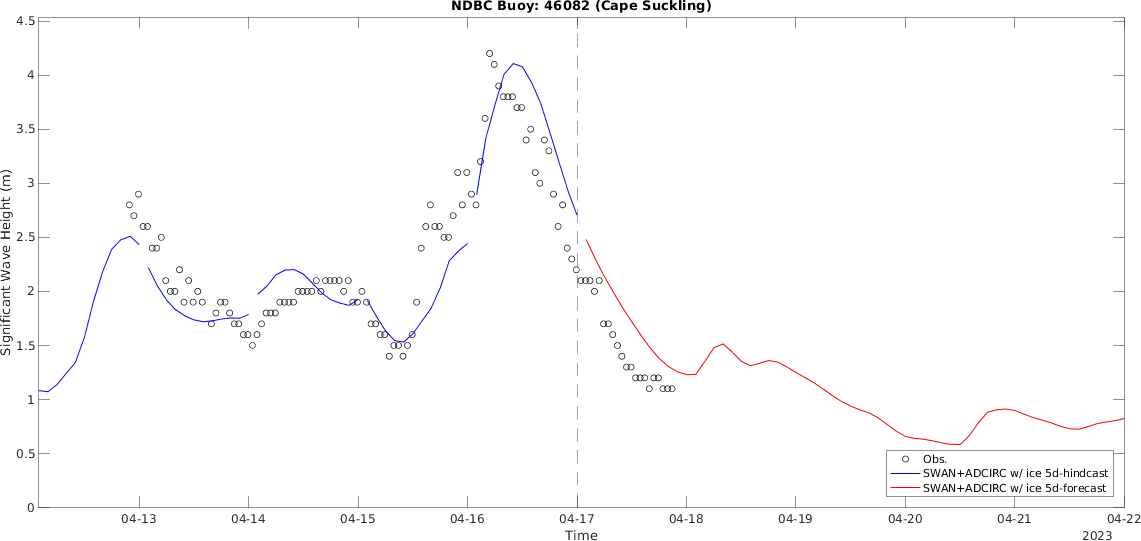 NDBC Buoy: 46082 (Cape Suckling)
Significant Wave Height (m)
4.5
4
3.5
3
2.5
2
1.5
1
0.5
0
Obs.
SWAN+ADCIRC w/ ice 5d-hindcast
SWAN+ADCIRC w/ ice 5d-forecast
04-13 04-14 04-15 04-16 04-17 04-18 04-19 04-20 04-21 04-22
Time
2023